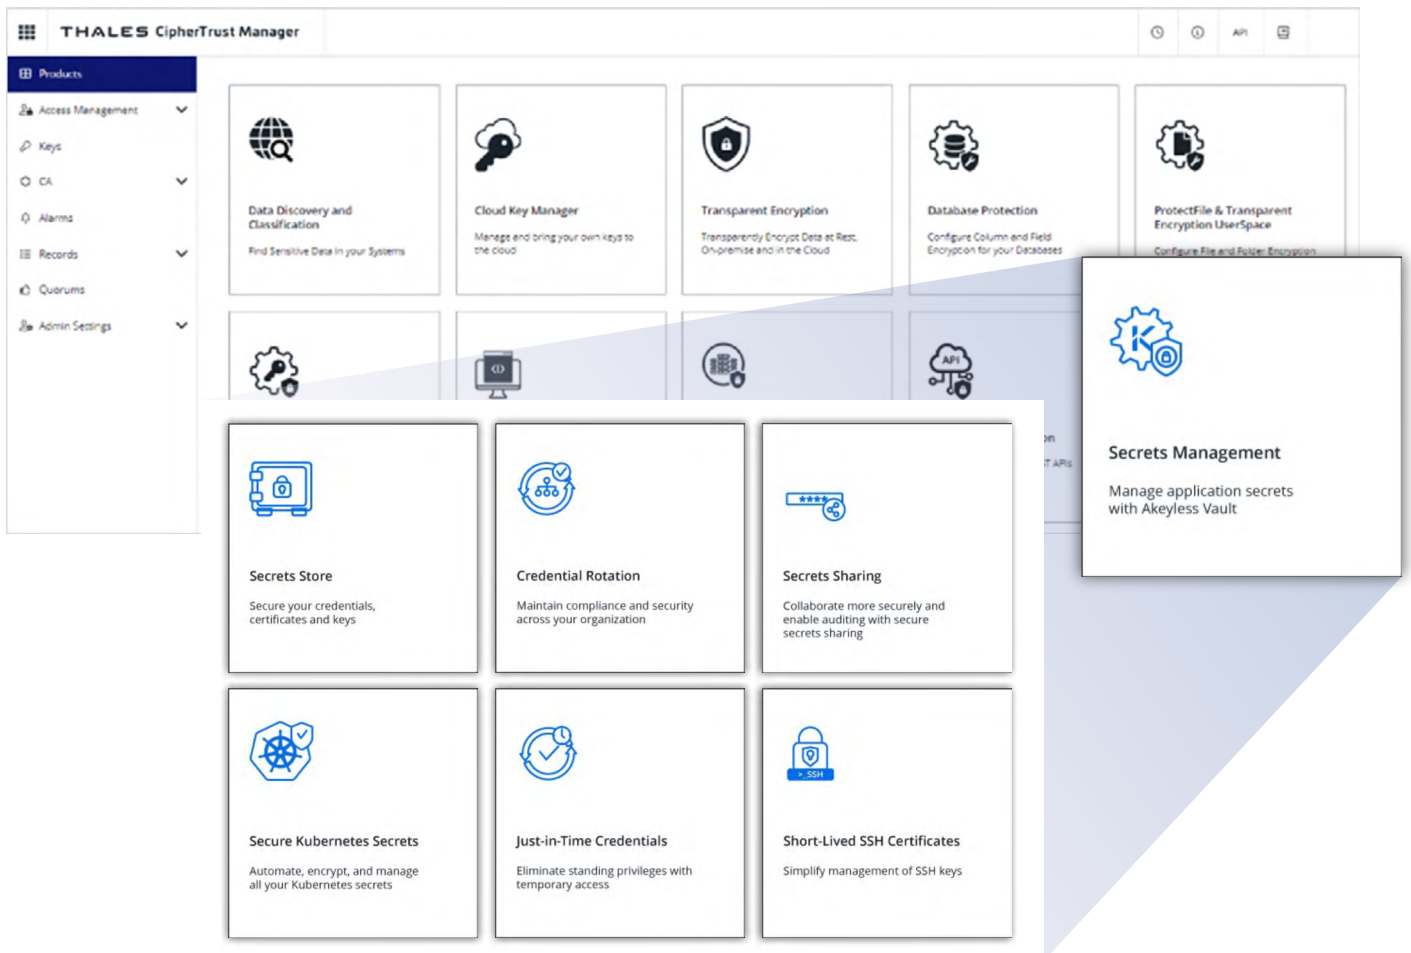 THALES CipherTrust Manager
API
Products
Access Management
Keys
CA
Alarms
Records
Quorums
Admin Settings
Data Discovery and
Classification
Find Sensitive Data in your Systems
Cloud Key Manager
Manage and bring your own keys to
the cloud
Transparent Encryption
Transparently Encrypt Data at Rest,
On-premise and in the Cloud
Database Protection
Configure Column and Field
Encryption for your Databases
ProtectFile & Transparent
Encryption UserSpace
Configure File and Folder Encryption
API
on
T APIs
Secrets Management
Manage application secrets
with Akeyless Vault
Secrets Store
Secure your credentials,
certificates and keys
Credential Rotation
Maintain compliance and security
across your organization
****
Secrets Sharing
Collaborate more securely and
enable auditing with secure
secrets sharing
Secure Kubernetes Secrets
Automate, encrypt, and manage
all your Kubernetes secrets
Just-in-Time Credentials
Eliminate standing privileges with
temporary access
>_SSH
Short-Lived SSH Certificates
Simplify management of SSH keys